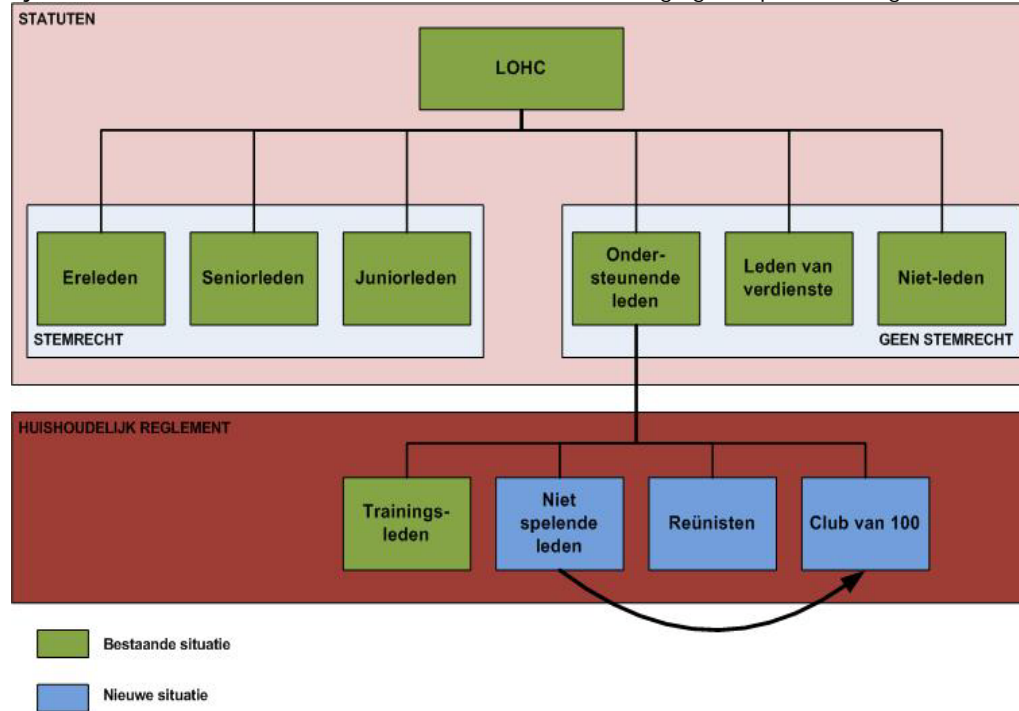 STATUTEN
LOHC
Ereleden
Seniorleden
Juniorleden
Onder-
steunende
leden
Leden van
verdienste
Niet-leden
STEMRECHT
GEEN STEMRECHT
HUISHOUDELIJK REGLEMENT
Trainings-
leden
Niet
spelende
leden
Reünisten
Club van 100
Bestaande situatie
Nieuwe situatie